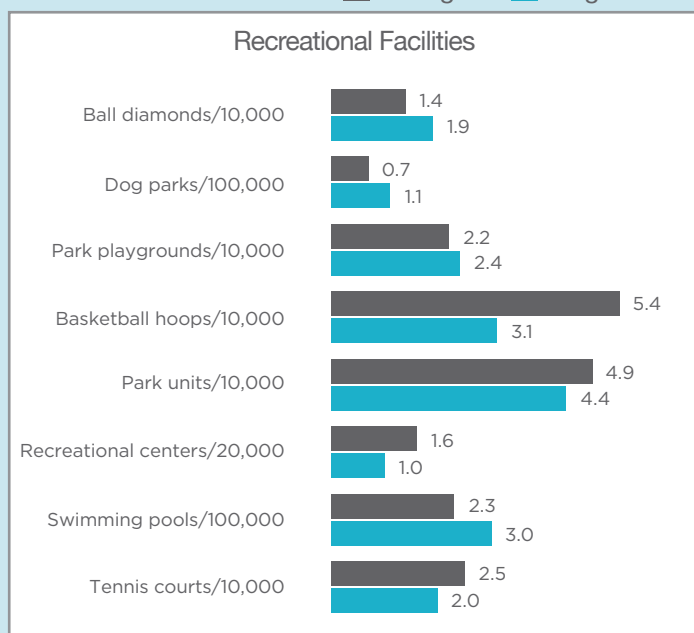 Recreational Facilities
Ball diamonds/10,000
1.4
1.9
Dog parks/100,000
0.7
1.1
Park playgrounds/10,000
2.2
2.4
Basketball hoops/10,000
5.4
3.1
Park units/10,000
4.9
4.4
Recreational centers/20,000
1.6
1.0
Swimming pools/100,000
2.3
3.0
Tennis courts/10,000
2.5
2.0